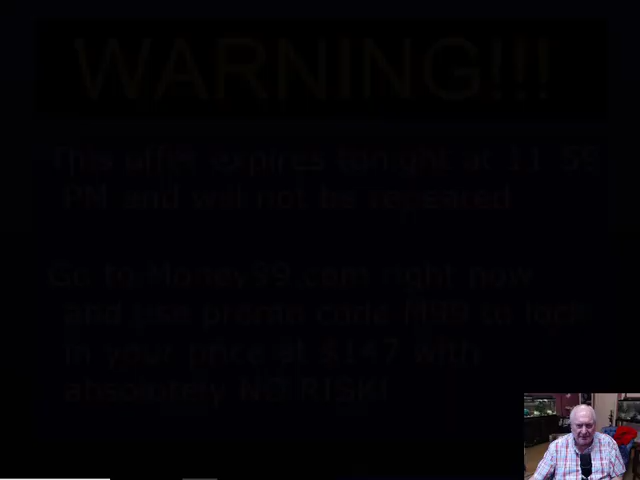 WARNING!!!
This offer expires tonight at 11:59
PM and will not be repeated
Go to Money99.com right now
and use promo code M99 to lock
in your price at $147 with
absolutely NO RISK!